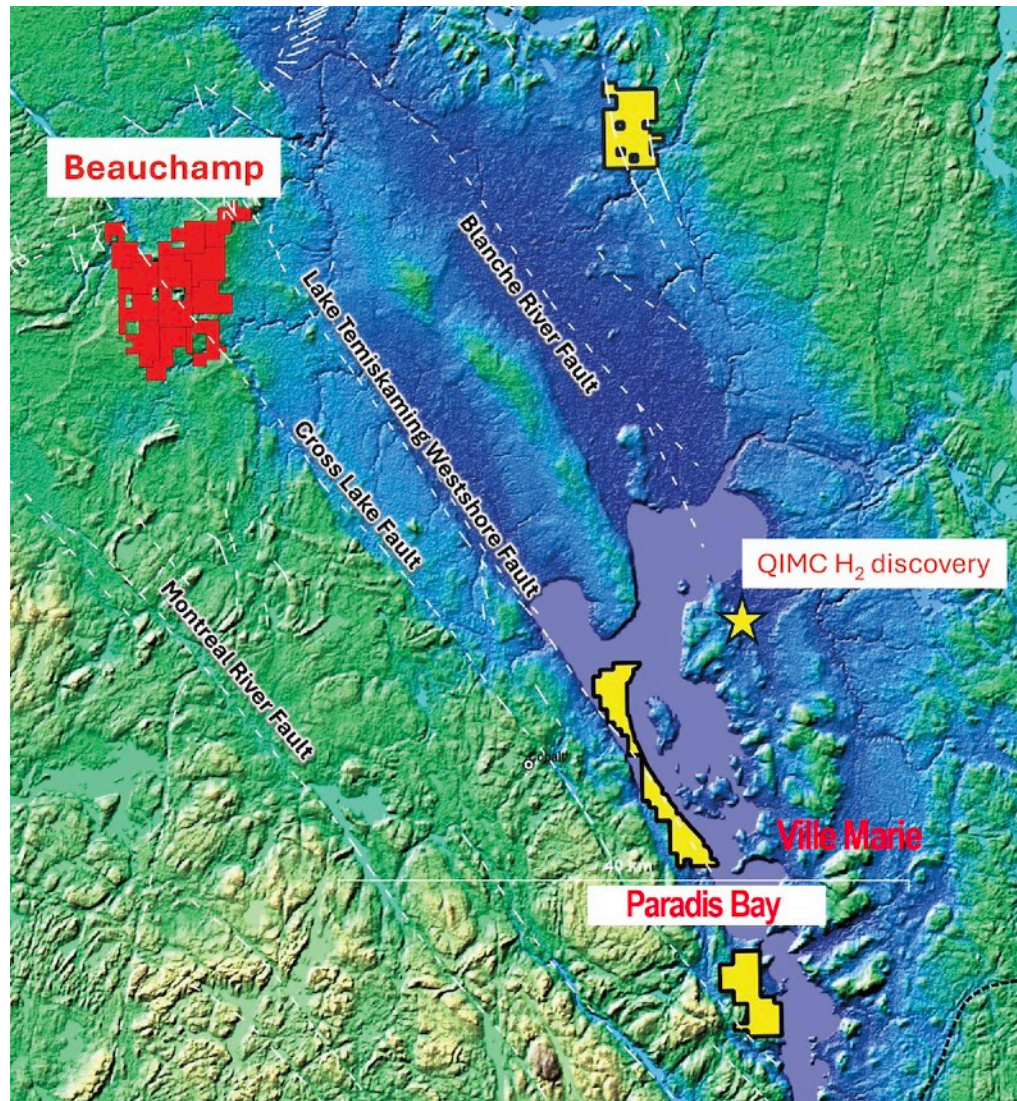 Beauchamp
Blanche River Fault
Lake Temiskaming Westshore Fault
Cross Lake Fault
QIMC H₂ discovery
Montreal River Fault
Cobalt
Ville Marie
40 km
Paradis Bay